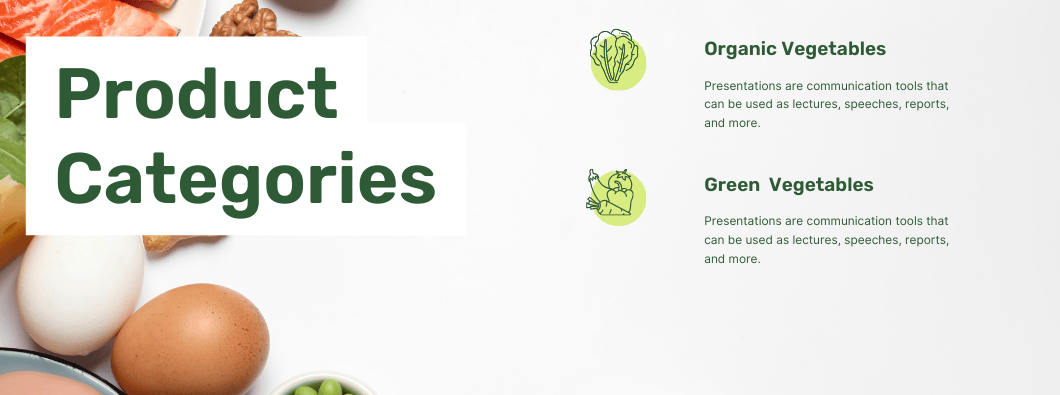 Product
Categories
Organic Vegetables
Presentations are communication tools that
can be used as lectures, speeches, reports,
and more.
Green  Vegetables
Presentations are communication tools that
can be used as lectures, speeches, reports,
and more.